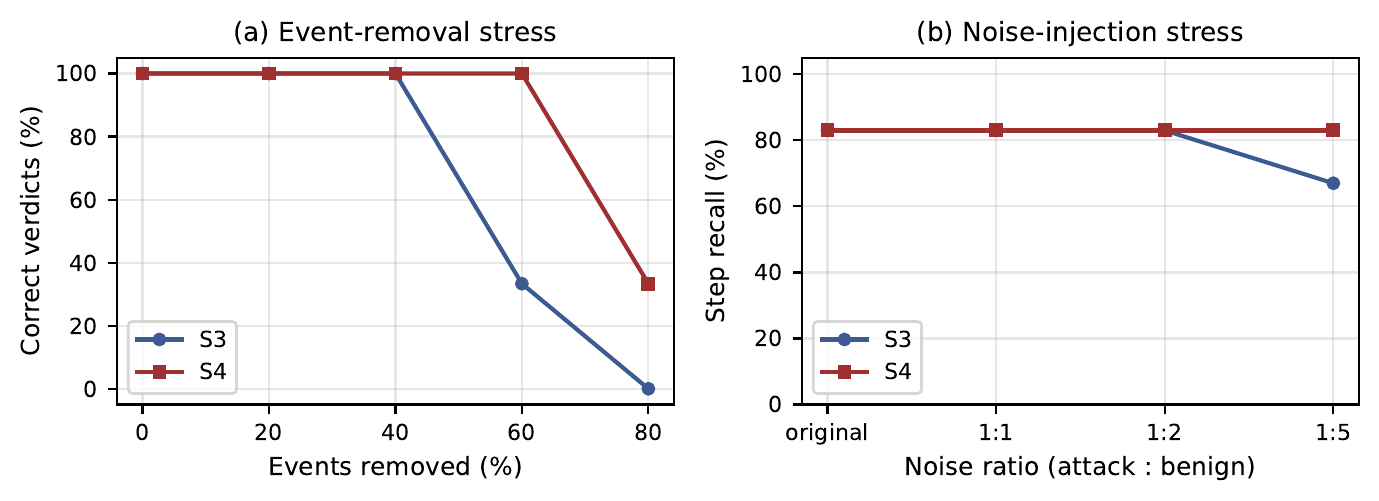 (a) Event-removal stress
Correct verdicts (%)
100
80
60
40
20
0
S3
S4
0 20 40 60 80
Events removed (%)
(b) Noise-injection stress
Step recall (%)
100
80
60
40
20
0
S3
S4
original 1:1 1:2 1:5
Noise ratio (attack : benign)